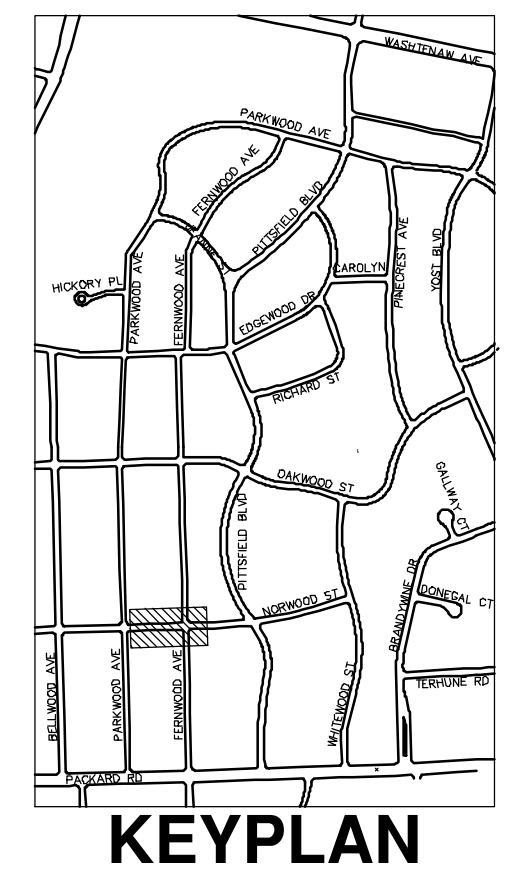 WASHTENAW AVE
PARKWOOD AVE
FERNWOOD AVE
PITTSFIELD BLVD
CAROLYN
PINECREST AVE
YOST BLVD
HICKORY PL
PARKWOOD AVE
FERNWOOD AVE
EDGEWOOD DR
RICHARD ST
OAKWOOD ST
GALLWAY CT
PITTSFIELD BLVD
BRANDYWINE DR
DONEGAL CT
NORWOOD ST
BELLWOOD AVE
PARKWOOD AVE
FERNWOOD AVE
WHITEWOOD ST
TERHUNE RD
PACKARD RD
KEYPLAN